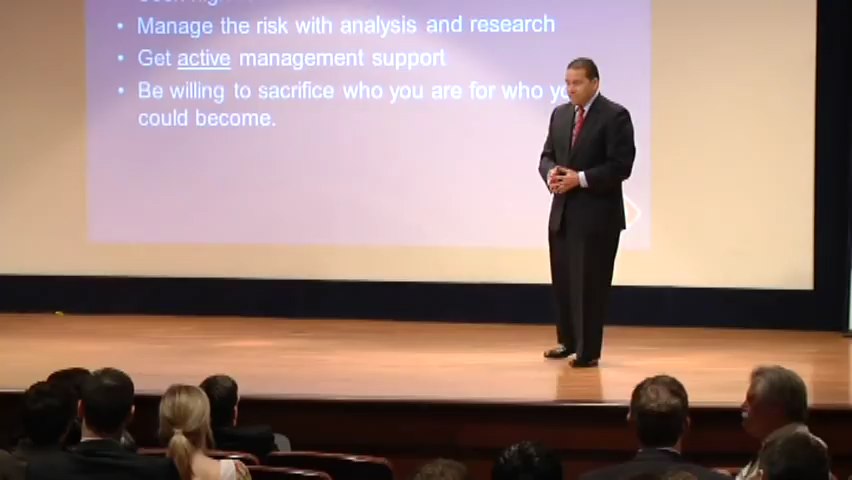 • Manage the risk with analysis and research
• Get active management support
• Be willing to sacrifice who you are for who
could become.